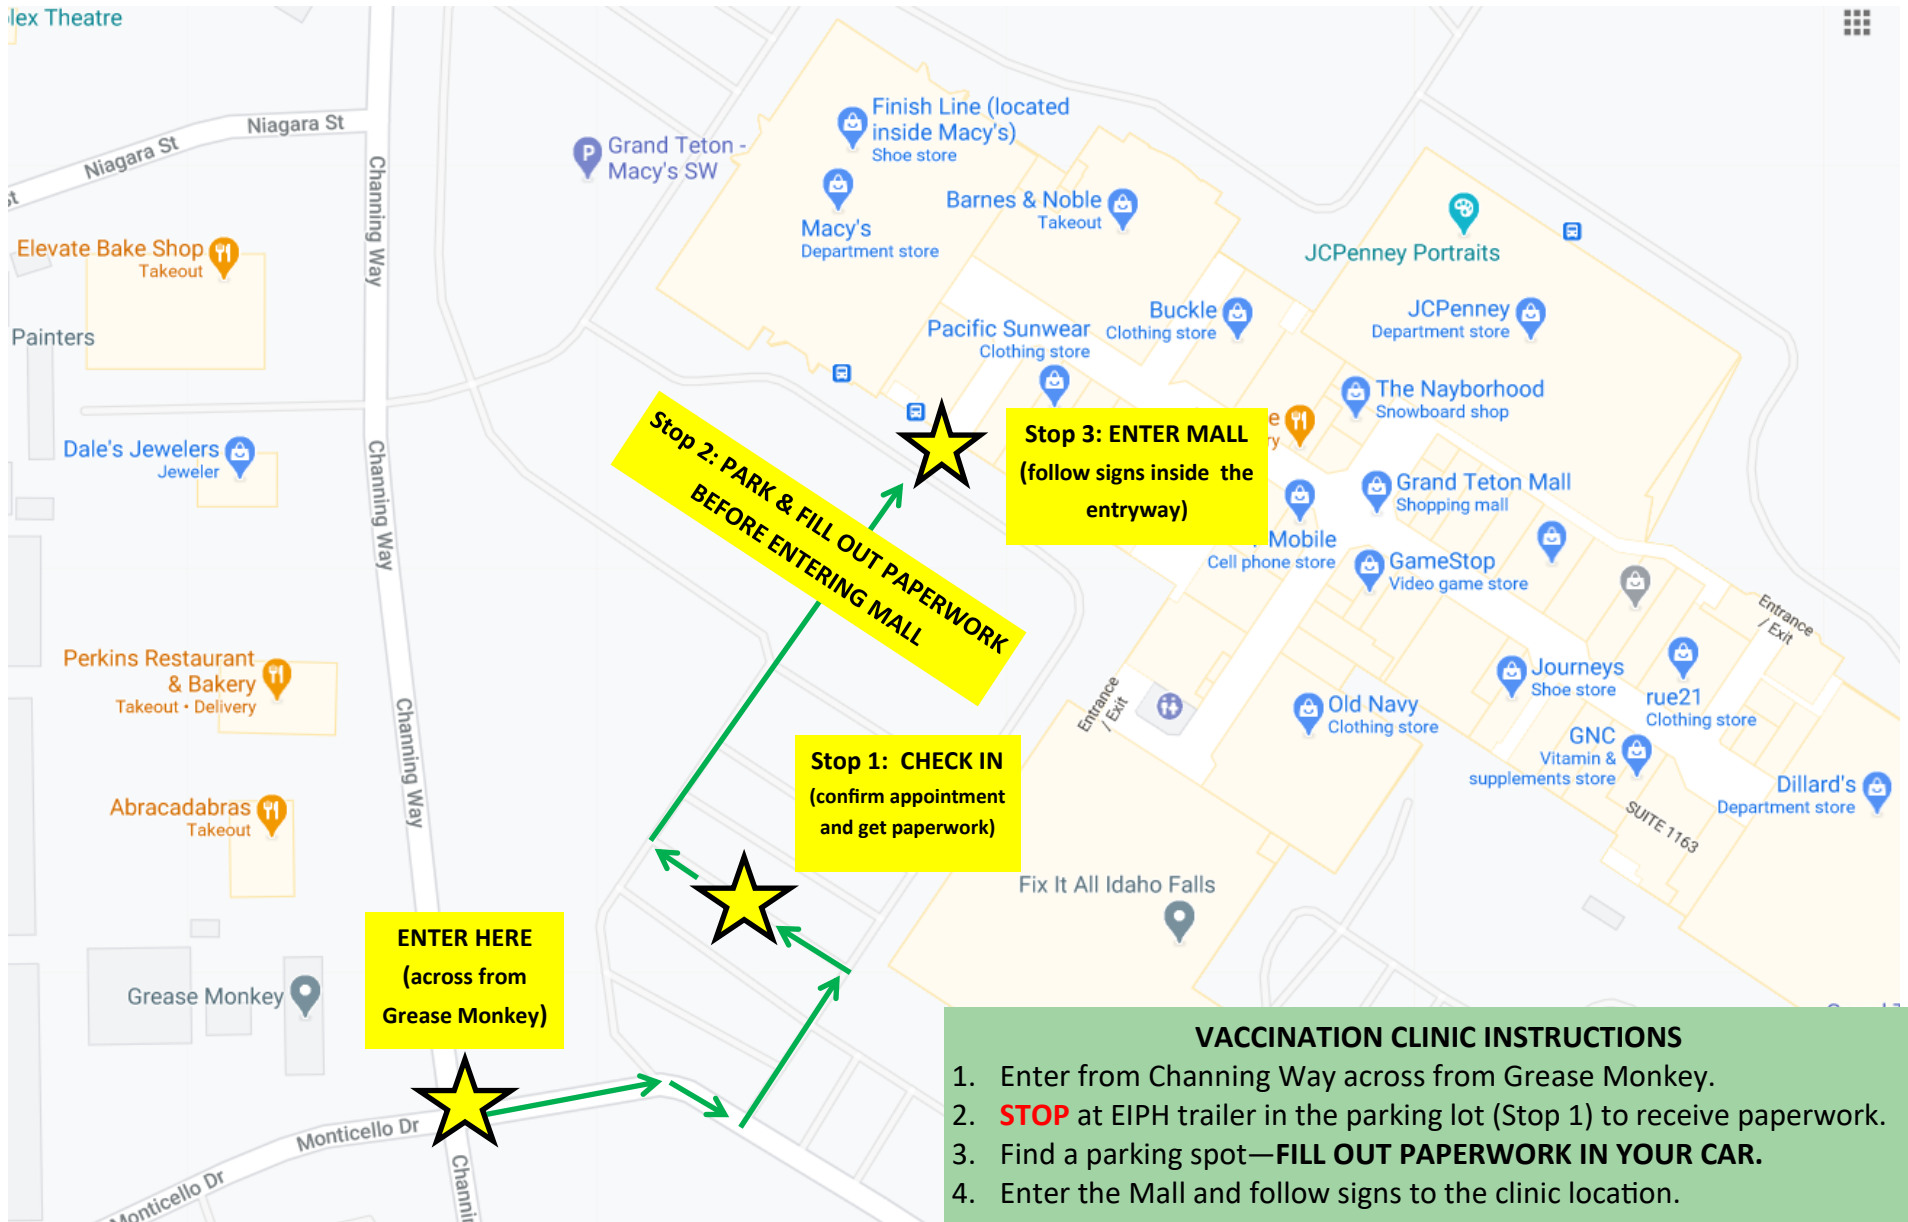 lex Theatre
Niagara St
Niagara St
st
Channing Way
Grand Teton -
Macy's SW
Finish Line (located
inside Macy's)
Shoe store
Macy's
Department store
Barnes & Noble
Takeout
JCPenney Portraits
JCPenney
Department store
Buckle
Clothing store
Pacific Sunwear
Clothing store
The Nayborhood
Snowboard shop
Elevate Bake Shop
Takeout
Painters
Dale's Jewelers
Jeweler
Channing Way
Stop 2: PARK & FILL OUT PAPERWORK
BEFORE ENTERING MALL
Stop 3: ENTER MALL
(follow signs inside the
entryway)
e
ry
Grand Teton Mall
Shopping mall
Mobile
Cell phone store
GameStop
Video game store
Entrance
/ Exit
Perkins Restaurant
& Bakery
Takeout • Delivery
Channing Way
Entrance
/ Exit
Old Navy
Clothing store
Journeys
Shoe store
rue21
Clothing store
GNC
Vitamin &
supplements store
Dillard's
Department store
SUITE 1163
Stop 1: CHECK IN
(confirm appointment
and get paperwork)
Abracadabras
Takeout
Fix It All Idaho Falls
ENTER HERE
(across from
Grease Monkey)
Grease Monkey
Monticello Dr
Monticello Dr
Channi
VACCINATION CLINIC INSTRUCTIONS
1. Enter from Channing Way across from Grease Monkey.
2. STOP at EIPH trailer in the parking lot (Stop 1) to receive paperwork.
3. Find a parking spot—FILL OUT PAPERWORK IN YOUR CAR.
4. Enter the Mall and follow signs to the clinic location.